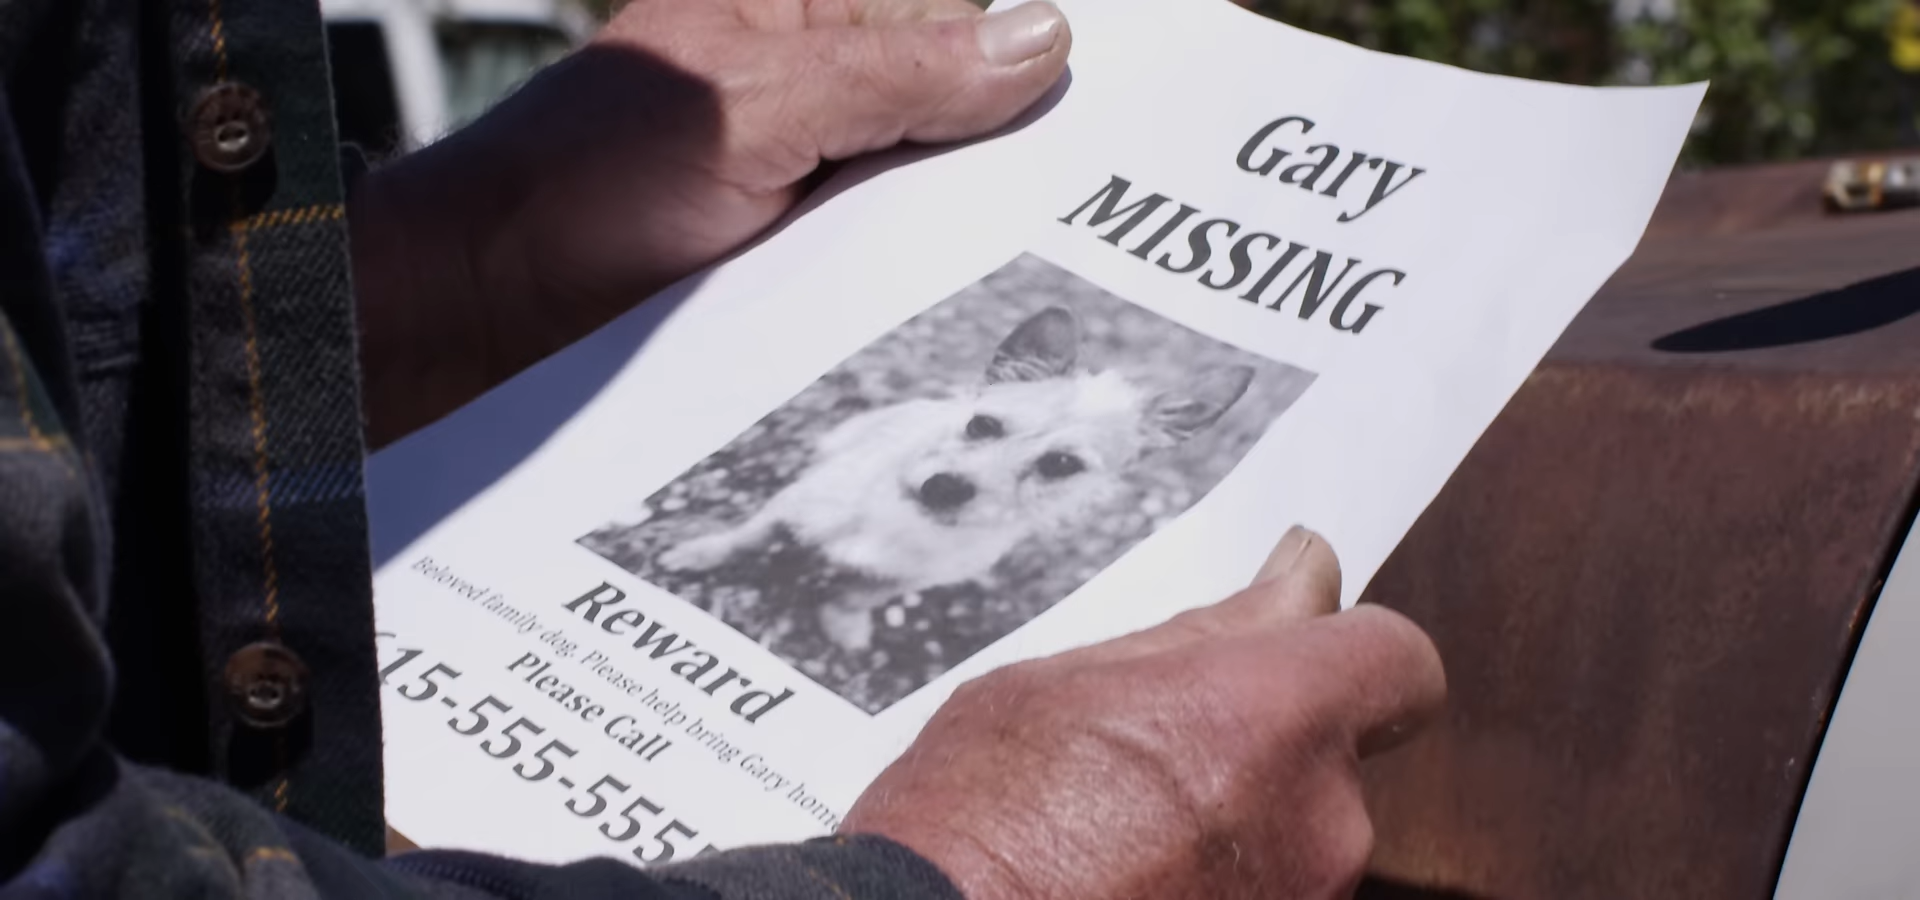 Gary
MISSING
Reward
Beloved family dog. Please help bring Gary home
Please Call
15-555-555